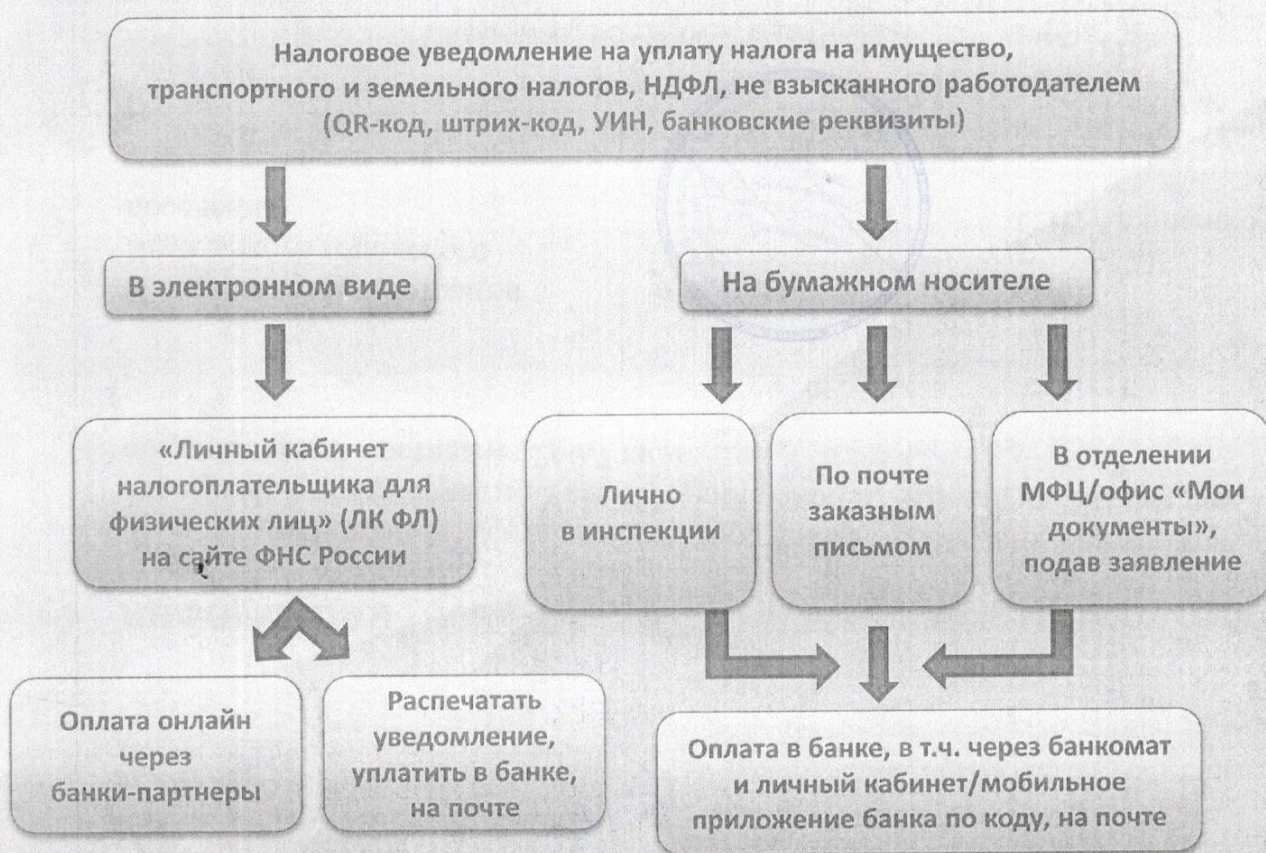 Налоговое уведомление на уплату налога на имущество,
транспортного и земельного налогов, НДФЛ, не взысканного работодателем
(QR-код, штрих-код, УИН, банковские реквизиты)
В электронном виде
На бумажном носителе
«Личный кабинет
налогоплательщика для
физических лиц» (ЛК ФЛ)
на сайте ФНС России
Лично
в инспекции
По почте
заказным
письмом
В отделении
МФЦ/офис «Мои
документы»,
подав заявление
Оплата онлайн
через
банки-партнеры
Распечатать
уведомление,
уплатить в банке,
на почте
Оплата в банке, в т.ч. через банкомат
и личный кабинет/мобильное
приложение банка по коду, на почте